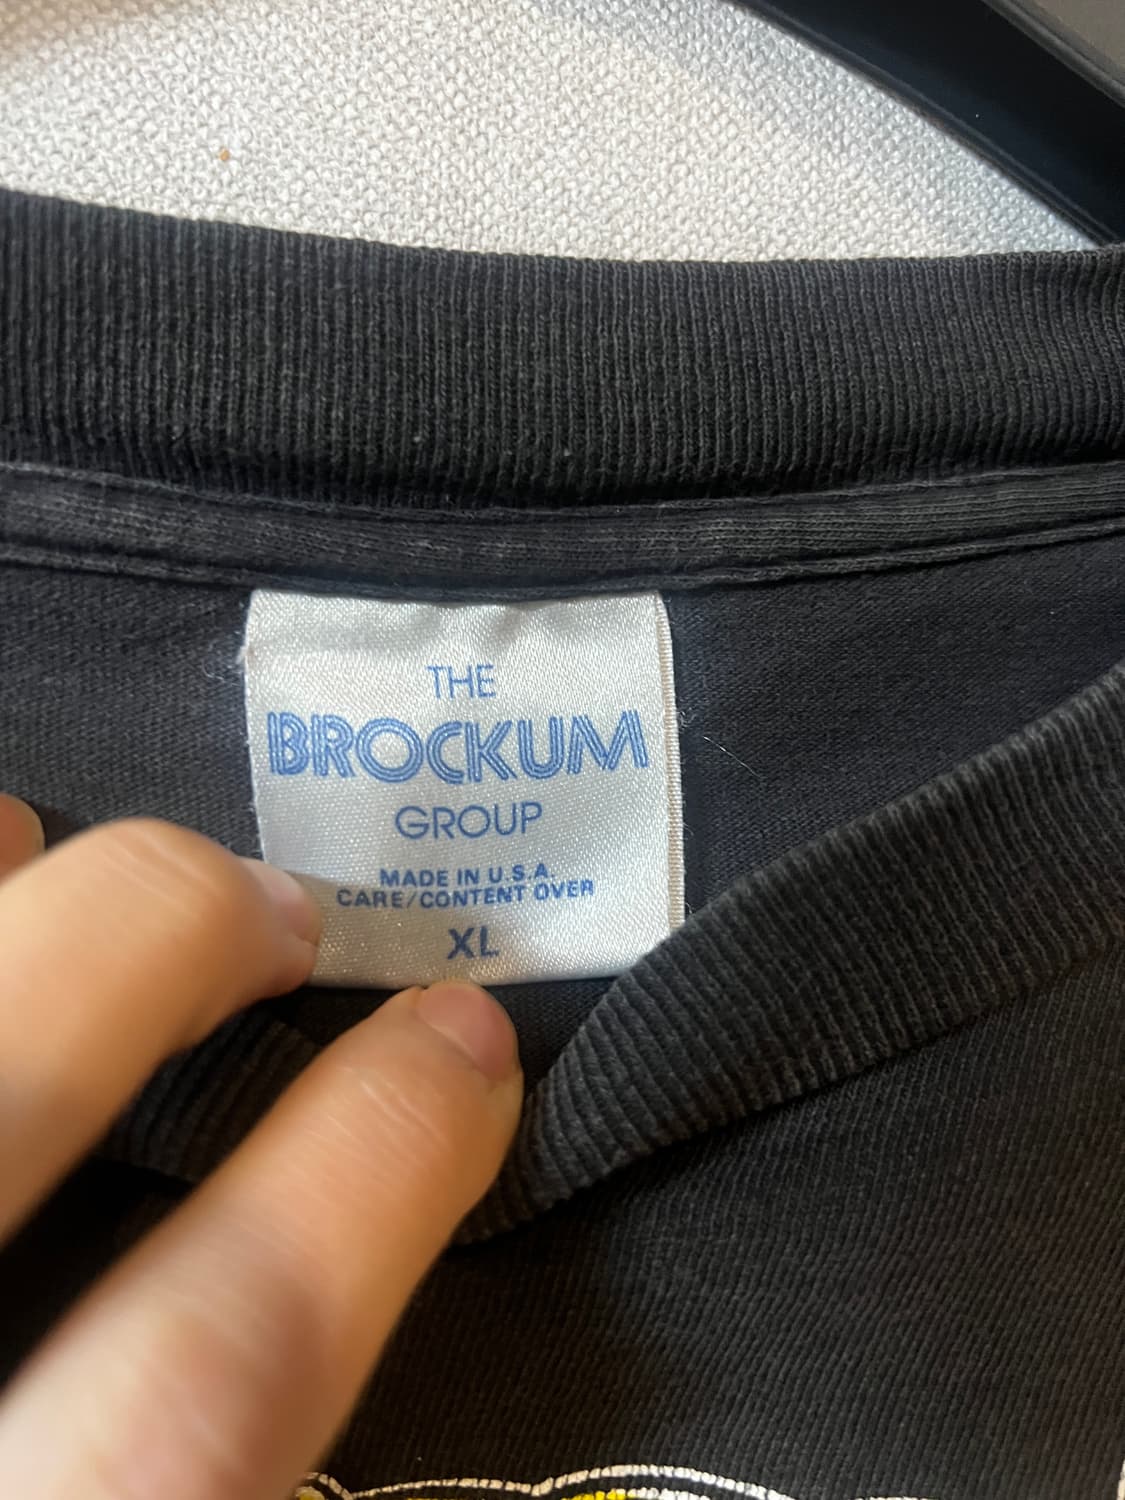 THE
BROCKUM
GROUP
MADE IN U.S.A.
CARE/CONTENT OVER
XL